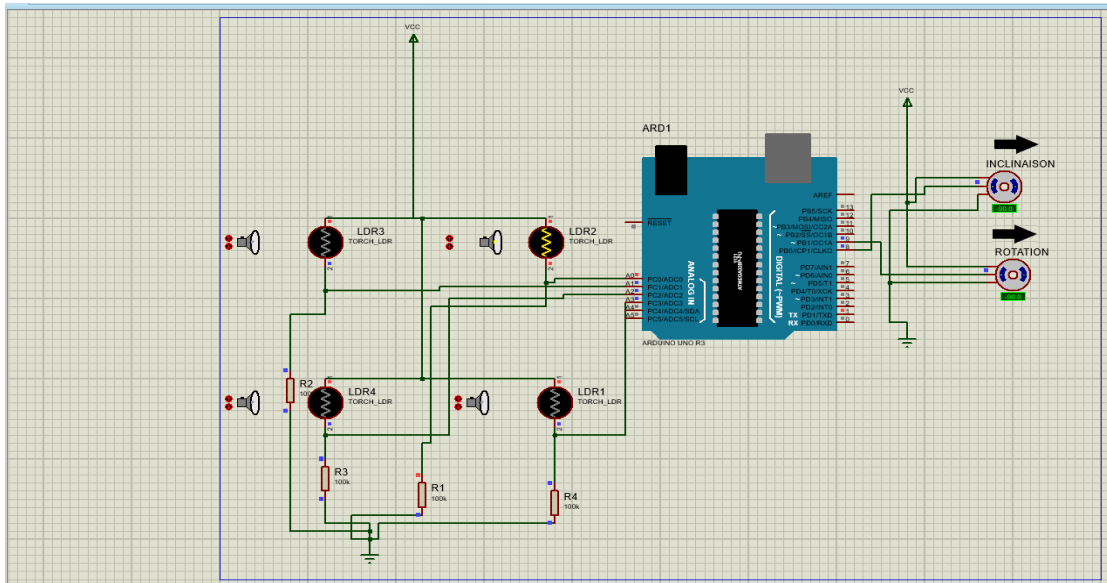 VCC
VCC
ARD1
INCLINAISON
-00.0
ROTATION
-00.0
LDR3
TORCH_LDR
LDR2
TORCH_LDR
RESET
AREF
PB5/SCK 13
PB4/MISO 12
~PB3/MOSI/OC2A 11
~PB2/SS/OC1B 10
~PB1/OC1A 9
PB0/ICP1/CLKO 8
PD7/AIN1 7
~PD6/AIN0 6
~PD5/T1 5
PD4/T0/XCK 4
~PD3/INT1 3
PD2/INT0 2
TX PD1/TXD 1
RX PD0/RXD 0
ANALOG IN
DIGITAL (~PWM)
A0 PC0/ADC0
A1 PC1/ADC1
A2 PC2/ADC2
A3 PC3/ADC3
A4 PC4/ADC4/SDA
A5 PC5/ADC5/SCL
ARDUINO UNO R3
R2
LDR4
TORCH_LDR
LDR1
TORCH_LDR
R3
100k
R1
100k
R4
100k